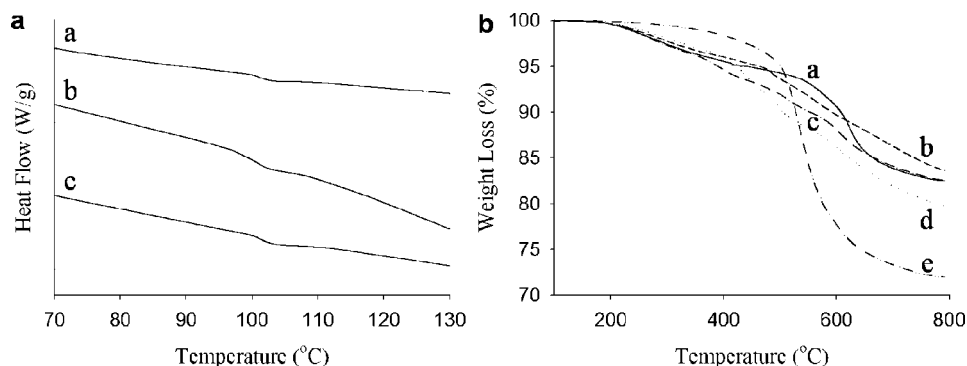 a
Heat Flow (W/g)
a
b
c
70 80 90 100 110 120 130
Temperature (°C)
b
Weight Loss (%)
100
95
90
85
80
75
70
a
b
c
d
e
200 400 600 800
Temperature (°C)